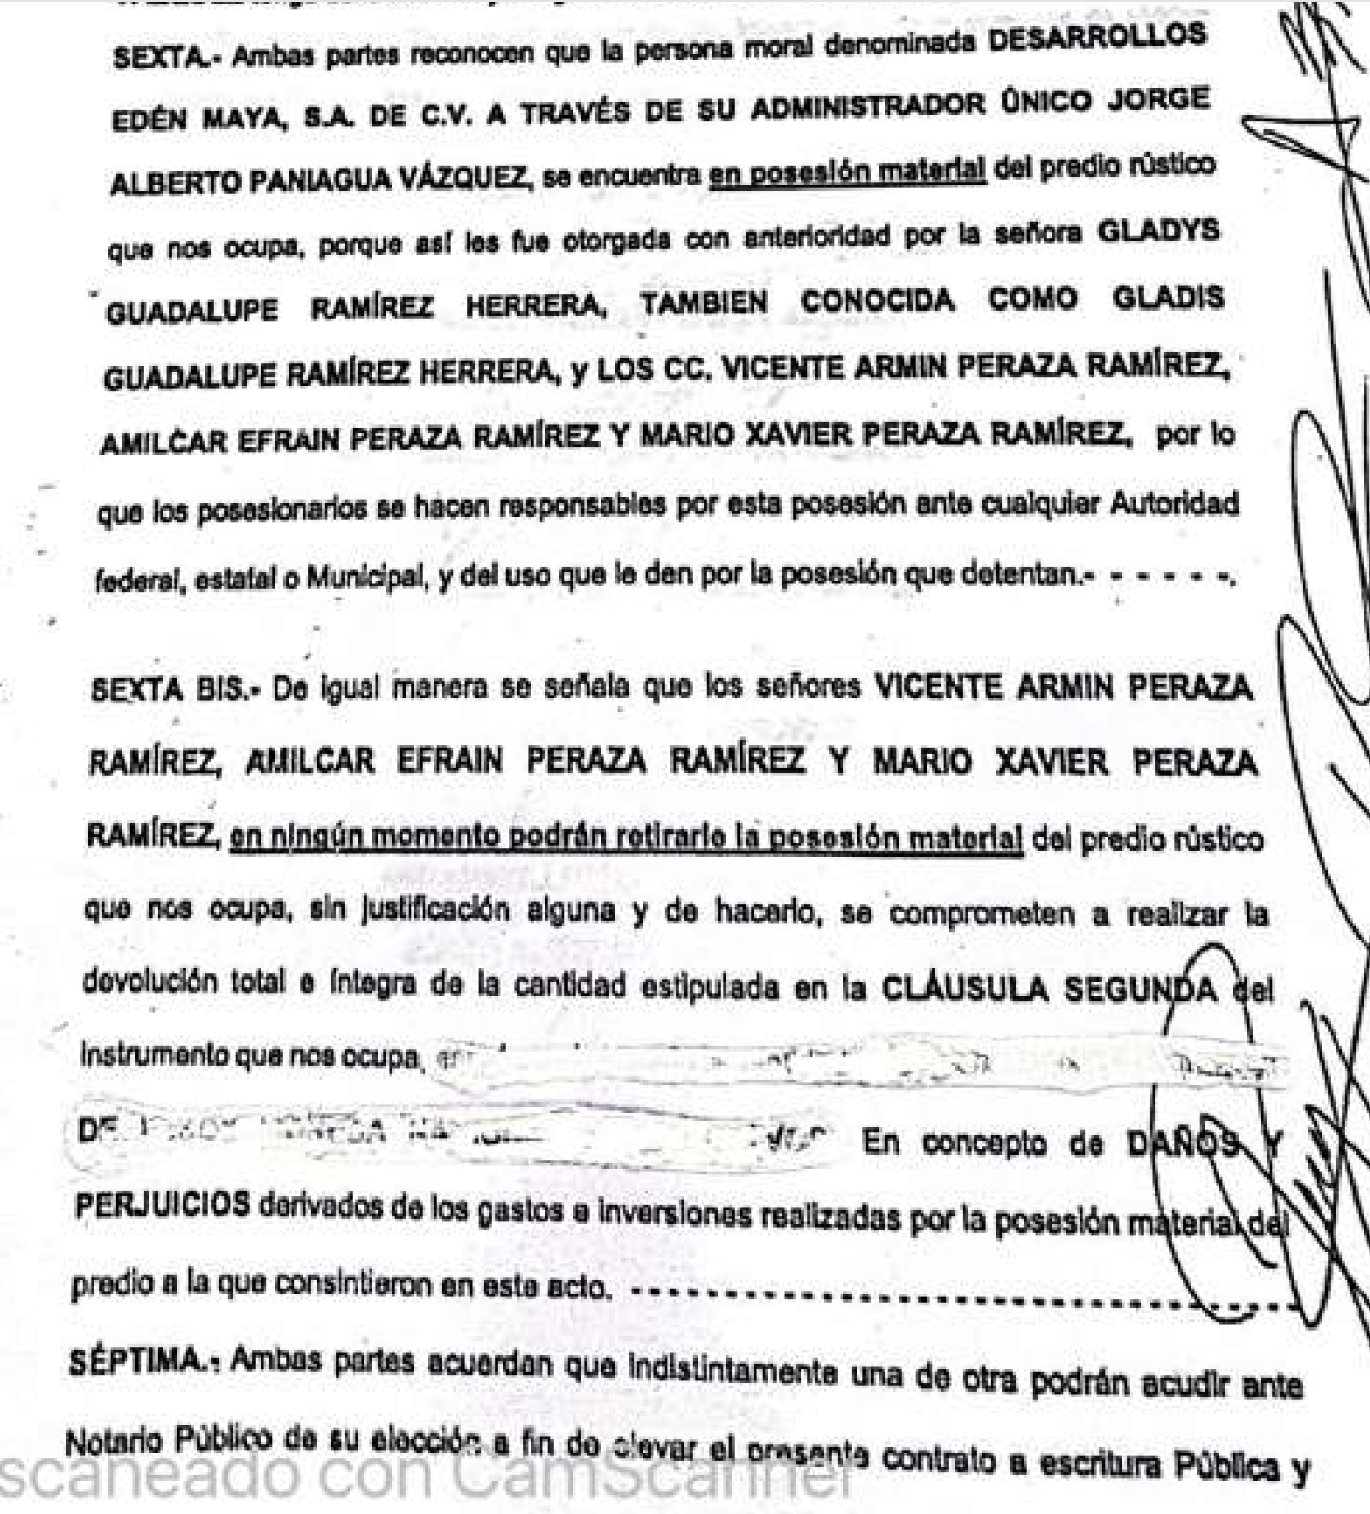 SEXTA.- Ambas partes reconocen que la persona moral denominada DESARROLLOS
EDÉN MAYA, S.A. DE C.V. A TRAVÉS DE SU ADMINISTRADOR ÚNICO JORGE
ALBERTO PANIAGUA VÁZQUEZ, se encuentra en posesión material del predio rústico
que nos ocupa, porque así les fue otorgada con anterioridad por la señora GLADYS
GUADALUPE RAMÍREZ HERRERA, TAMBIEN CONOCIDA COMO GLADIS
GUADALUPE RAMÍREZ HERRERA, y LOS CC. VICENTE ARMIN PERAZA RAMÍREZ,
AMILCAR EFRAIN PERAZA RAMÍREZ Y MARIO XAVIER PERAZA RAMÍREZ, por lo
que los posesionarios se hacen responsables por esta posesión ante cualquier Autoridad
federal, estatal o Municipal, y del uso que le den por la posesión que detentan.- - - - - -.
SEXTA BIS.- De igual manera se señala que los señores VICENTE ARMIN PERAZA
RAMÍREZ, AMILCAR EFRAIN PERAZA RAMÍREZ Y MARIO XAVIER PERAZA
RAMÍREZ, en ningún momento podrán retirarle la posesión material del predio rústico
que nos ocupa, sin justificación alguna y de hacerlo, se comprometen a realizar la
devolución total e íntegra de la cantidad estipulada en la CLÁUSULA SEGUNDA del
instrumento que nos ocupa,
DE En concepto de DAÑOS Y
PERJUICIOS derivados de los gastos e inversiones realizadas por la posesión material del
predio a la que consintieron en este acto. - - - - - - - - - - - - - - - - - - - - - - - - - - - - - - - - - - - -
SÉPTIMA.- Ambas partes acuerdan que indistintamente una de otra podrán acudir ante
Notario Público de su elección a fin de elevar el presente contrato a escritura Pública y
scaneado con CamScanner